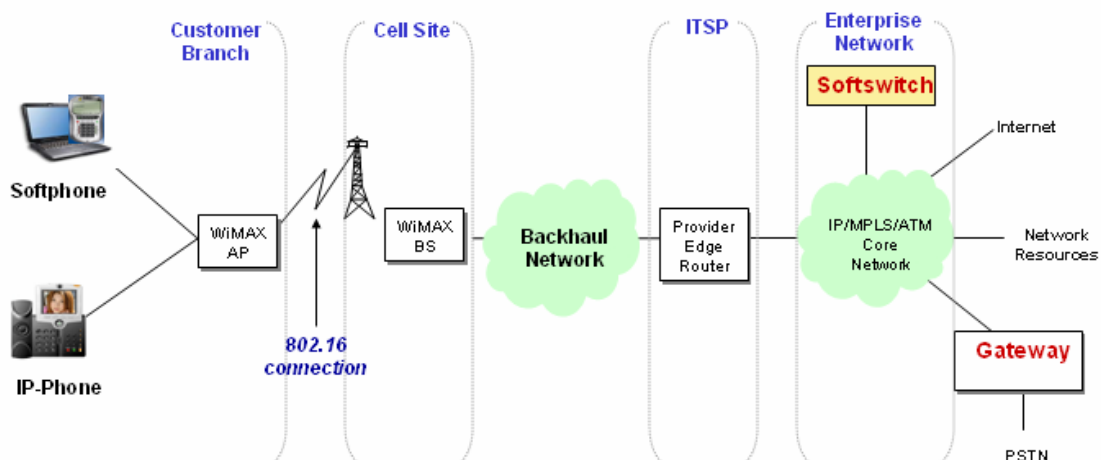 Customer
Branch
Cell Site
ITSP
Enterprise
Network
Softswitch
Internet
Softphone
WiMAX
AP
WiMAX
BS
Backhaul
Network
Provider
Edge
Router
IP/MPLS/ATM
Core
Network
Network
Resources
802.16
connection
IP-Phone
Gateway
PSTN